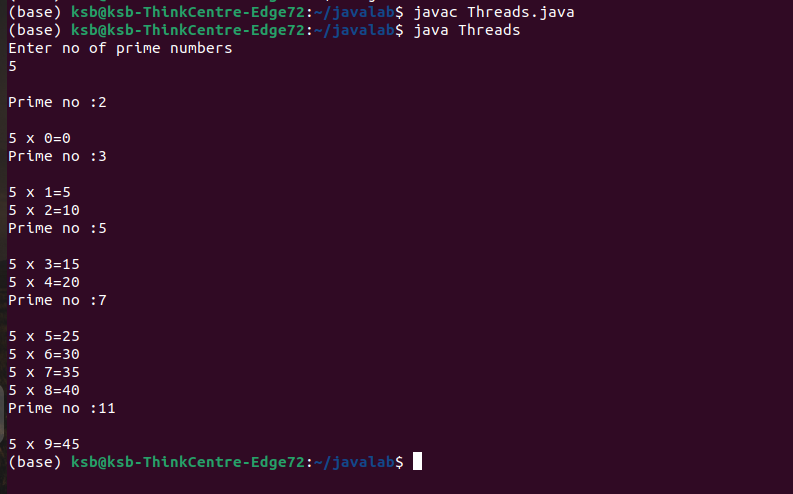 (base) ksb@ksb-ThinkCentre-Edge72:~/javalab$ javac Threads.java
(base) ksb@ksb-ThinkCentre-Edge72:~/javalab$ java Threads
Enter no of prime numbers
5
Prime no :2
5 x 0=0
Prime no :3
5 x 1=5
5 x 2=10
Prime no :5
5 x 3=15
5 x 4=20
Prime no :7
5 x 5=25
5 x 6=30
5 x 7=35
5 x 8=40
Prime no :11
5 x 9=45
(base) ksb@ksb-ThinkCentre-Edge72:~/javalab$